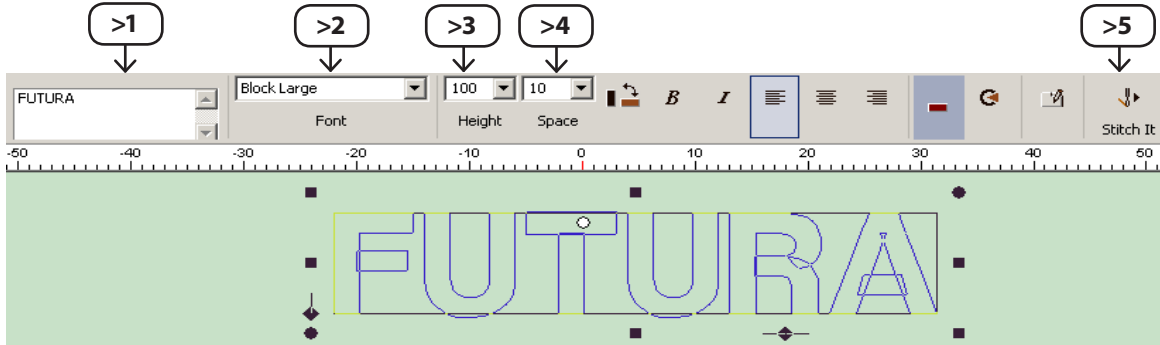 >1 >2 >3 >4 >5
FUTURA Block Large 100 10 B I
Font Height Space Stitch It
-50 -40 -30 -20 -10 0 10 20 30 40 50
FUTURA